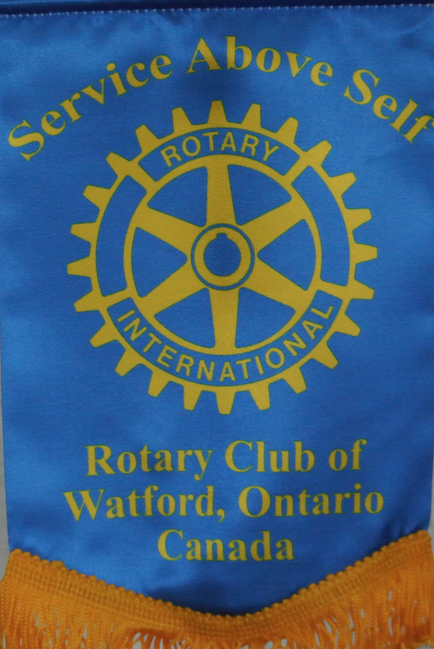 Service Above Self
ROTARY
INTERNATIONAL
Rotary Club of
Watford, Ontario
Canada